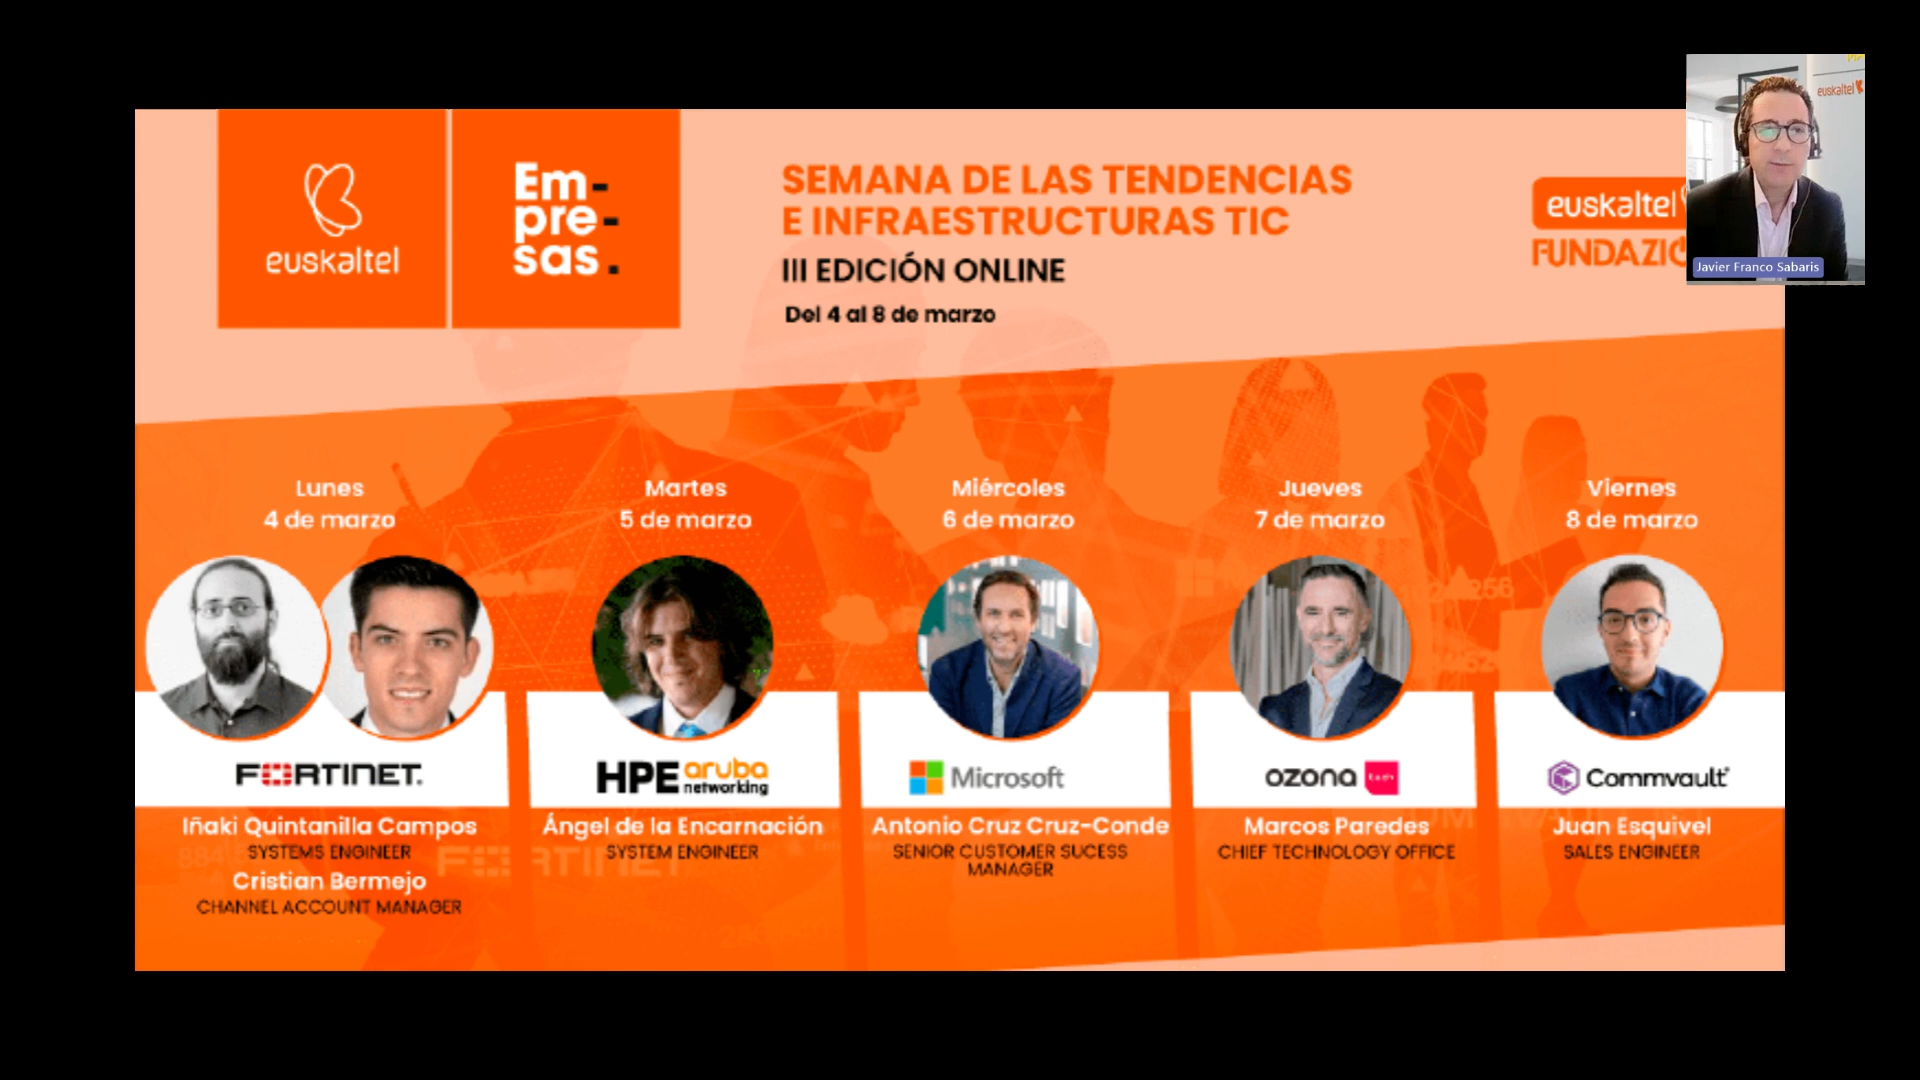 euskaltel
Em-
pre-
sas.
SEMANA DE LAS TENDENCIAS
E INFRAESTRUCTURAS TIC
III EDICIÓN ONLINE
Del 4 al 8 de marzo
euskaltel
FUNDAZIO
euskaltel
Javier Franco Sabaris
Lunes
4 de marzo
Martes
5 de marzo
Miércoles
6 de marzo
Jueves
7 de marzo
Viernes
8 de marzo
FORTINET
HPE aruba
networking
Microsoft
ozona tech
Commvault
Iñaki Quintanilla Campos
SYSTEMS ENGINEER
Cristian Bermejo
CHANNEL ACCOUNT MANAGER
Ángel de la Encarnación
SYSTEM ENGINEER
Antonio Cruz Cruz-Conde
SENIOR CUSTOMER SUCESS
MANAGER
Marcos Paredes
CHIEF TECHNOLOGY OFFICE
Juan Esquivel
SALES ENGINEER